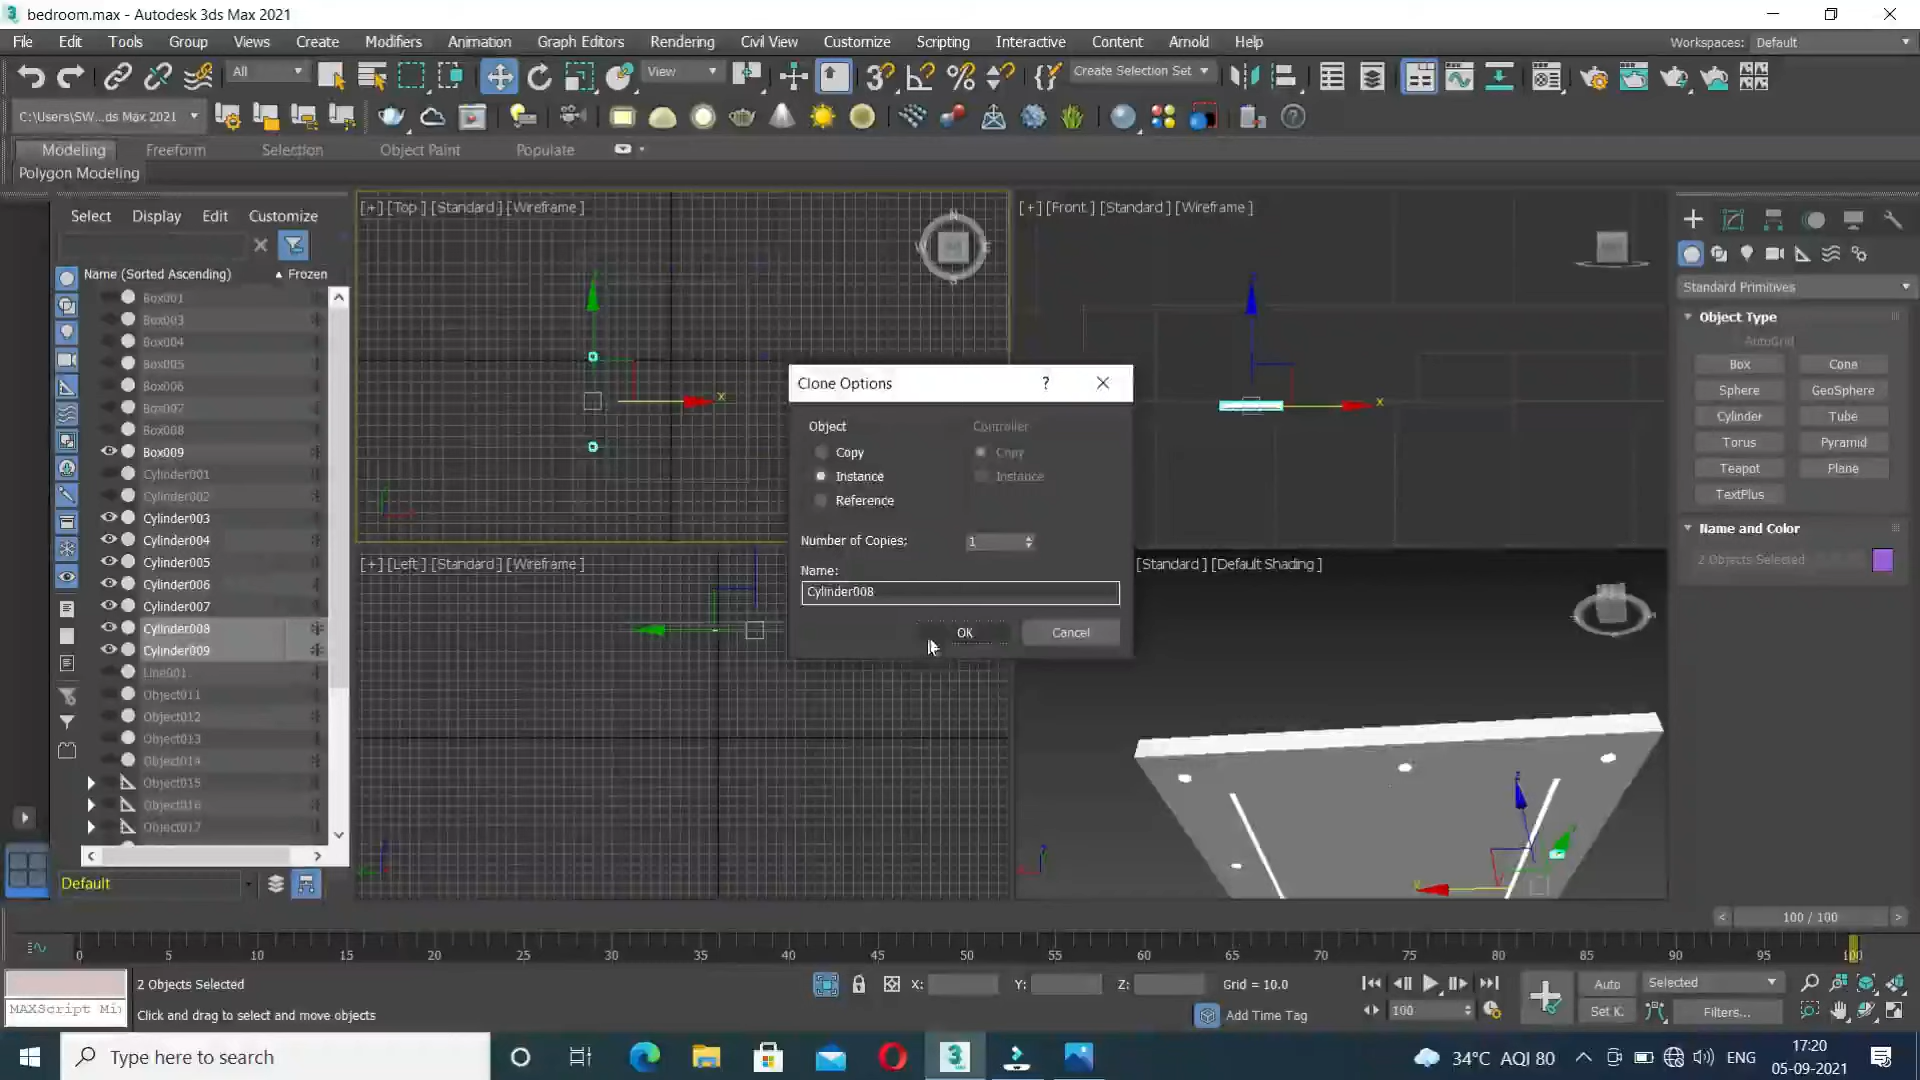 bedroom.max - Autodesk 3ds Max 2021
File Edit Tools Group Views Create Modifiers Animation Graph Editors Rendering Civil View Customize Scripting Interactive Content Arnold Help Workspaces: Default
All View Create Selection Set
C:\Users\SW...ds Max 2021
Modeling Freeform Selection Object Paint Populate
Polygon Modeling
Select Display Edit Customize
Name (Sorted Ascending) Frozen
Box001
Box003
Box004
Box005
Box006
Box007
Box008
Box009
Cylinder001
Cylinder002
Cylinder003
Cylinder004
Cylinder005
Cylinder006
Cylinder007
Cylinder008
Cylinder009
Line001
Object011
Object012
Object013
Object014
Object015
Object016
Object017
Default
[+] [Top ] [Standard ] [Wireframe ]
N
W
E
S
x
[+] [Front ] [Standard ] [Wireframe ]
x
[+] [Left ] [Standard ] [Wireframe ]
[Standard ] [Default Shading ]
Clone Options ?
Object Controller
Copy Copy
Instance Instance
Reference
Number of Copies: 1
Name:
Cylinder008
OK Cancel
Standard Primitives
Object Type
AutoGrid
Box Cone
Sphere GeoSphere
Cylinder Tube
Torus Pyramid
Teapot Plane
TextPlus
Name and Color
2 Objects Selected
< 100 / 100 >
0 5 10 15 20 25 30 35 40 45 50 55 60 65 70 75 80 85 90 95 100
2 Objects Selected X: Y: Z: Grid = 10.0 Auto Selected
MAXScript Mi Click and drag to select and move objects Add Time Tag 100 Set K. Filters...
Type here to search 34°C AQI 80 ENG 17:20
05-09-2021